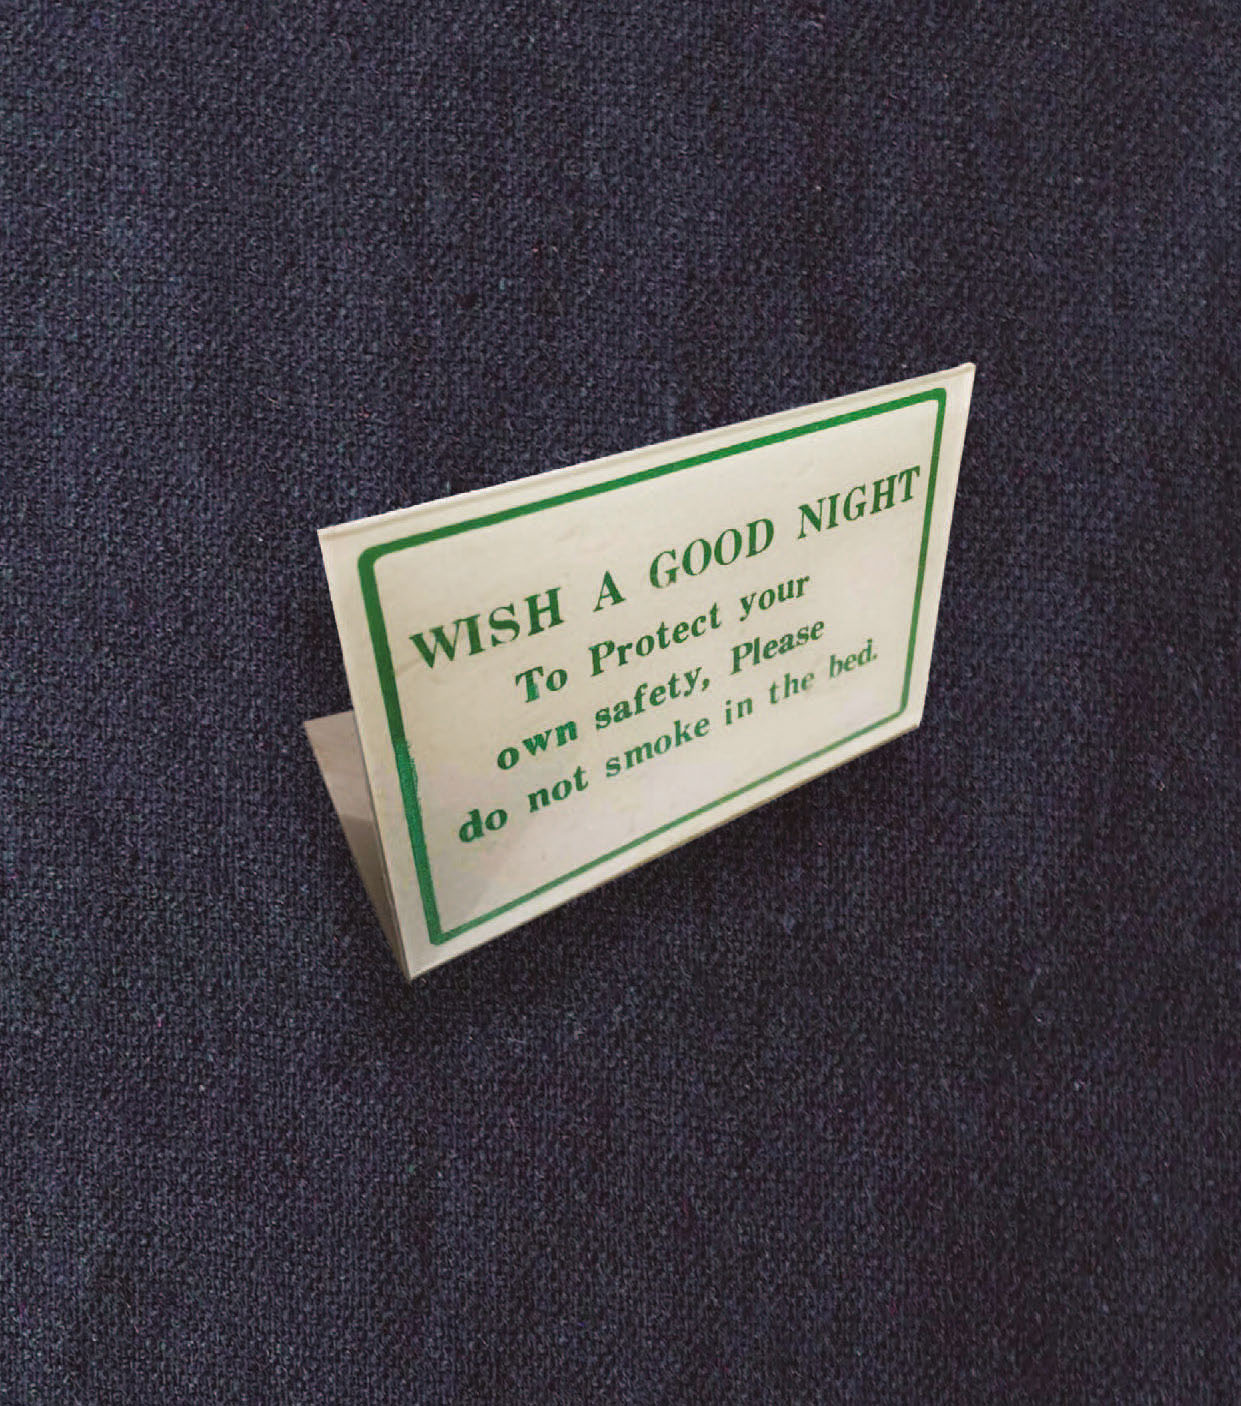 WISH A GOOD NIGHT
To Protect your
own safety, Please
do not smoke in the bed.